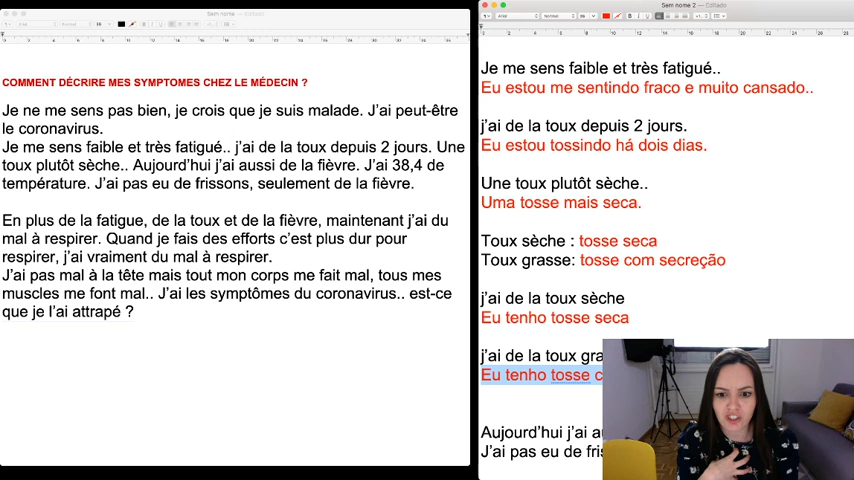 Sem nome — Editado
Sem nome 2 — Editado
COMMENT DÉCRIRE MES SYMPTOMES CHEZ LE MÉDECIN ?
Je ne me sens pas bien, je crois que je suis malade. J'ai peut-être
le coronavirus.
Je me sens faible et très fatigué.. j'ai de la toux depuis 2 jours. Une
toux plutôt sèche.. Aujourd'hui j'ai aussi de la fièvre. J'ai 38,4 de
température. J'ai pas eu de frissons, seulement de la fièvre.
En plus de la fatigue, de la toux et de la fièvre, maintenant j'ai du
mal à respirer. Quand je fais des efforts c'est plus dur pour
respirer, j'ai vraiment du mal à respirer.
J'ai pas mal à la tête mais tout mon corps me fait mal, tous mes
muscles me font mal.. J'ai les symptômes du coronavirus.. est-ce
que je l'ai attrapé ?
Je me sens faible et très fatigué..
Eu estou me sentindo fraco e muito cansado..
j'ai de la toux depuis 2 jours.
Eu estou tossindo há dois dias.
Une toux plutôt sèche..
Uma tosse mais seca.
Toux sèche : tosse seca
Toux grasse: tosse com secreção
j'ai de la toux sèche
Eu tenho tosse seca
j'ai de la toux gra
Eu tenho tosse c
Aujourd'hui j'ai au
J'ai pas eu de fris